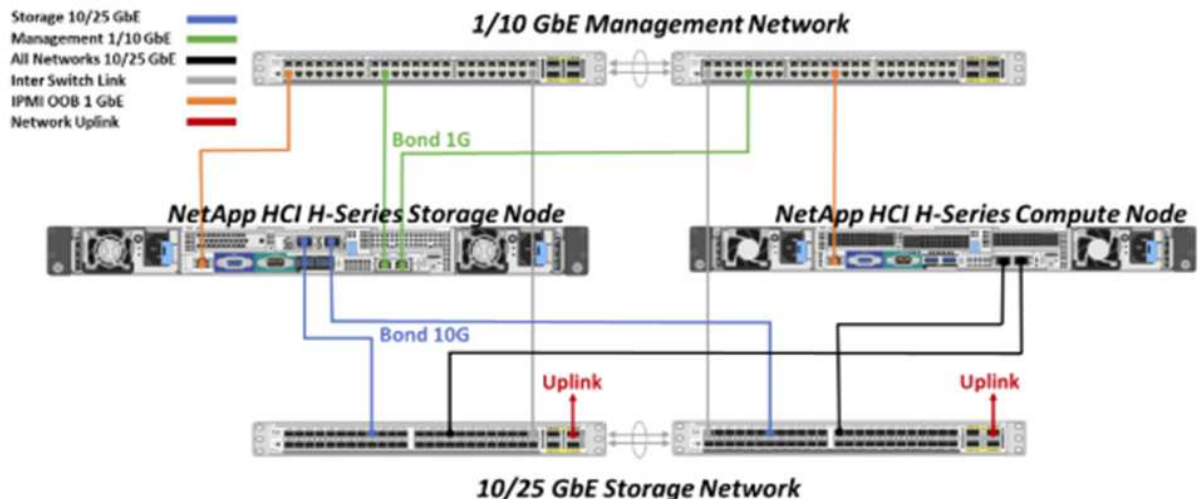 Storage 10/25 GbE
1/10 GbE Management Network
Management 1/10 GbE
All Networks 10/25 GbE
Inter Switch Link
IPMI OOB 1 GbE
Network Uplink
Bond 1G
NetApp HCI H-Series Storage Node
NetApp HCI H-Series Compute Node
Bond 10G
Uplink
Uplink
10/25 GbE Storage Network